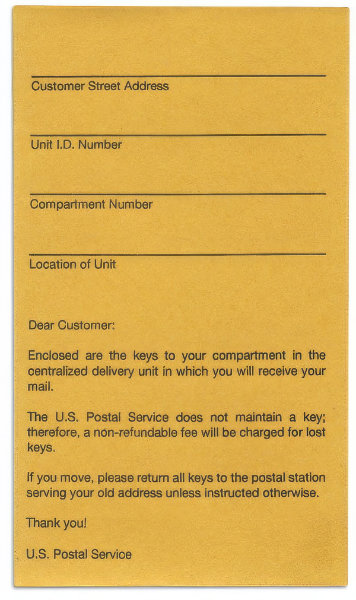 Customer Street Address
Unit I.D. Number
Compartment Number
Location of Unit
Dear Customer:
Enclosed are the keys to your compartment in the
centralized delivery unit in which you will receive your
mail.
The U.S. Postal Service does not maintain a key;
therefore, a non-refundable fee will be charged for lost
keys.
If you move, please return all keys to the postal station
serving your old address unless instructed otherwise.
Thank you!
U.S. Postal Service